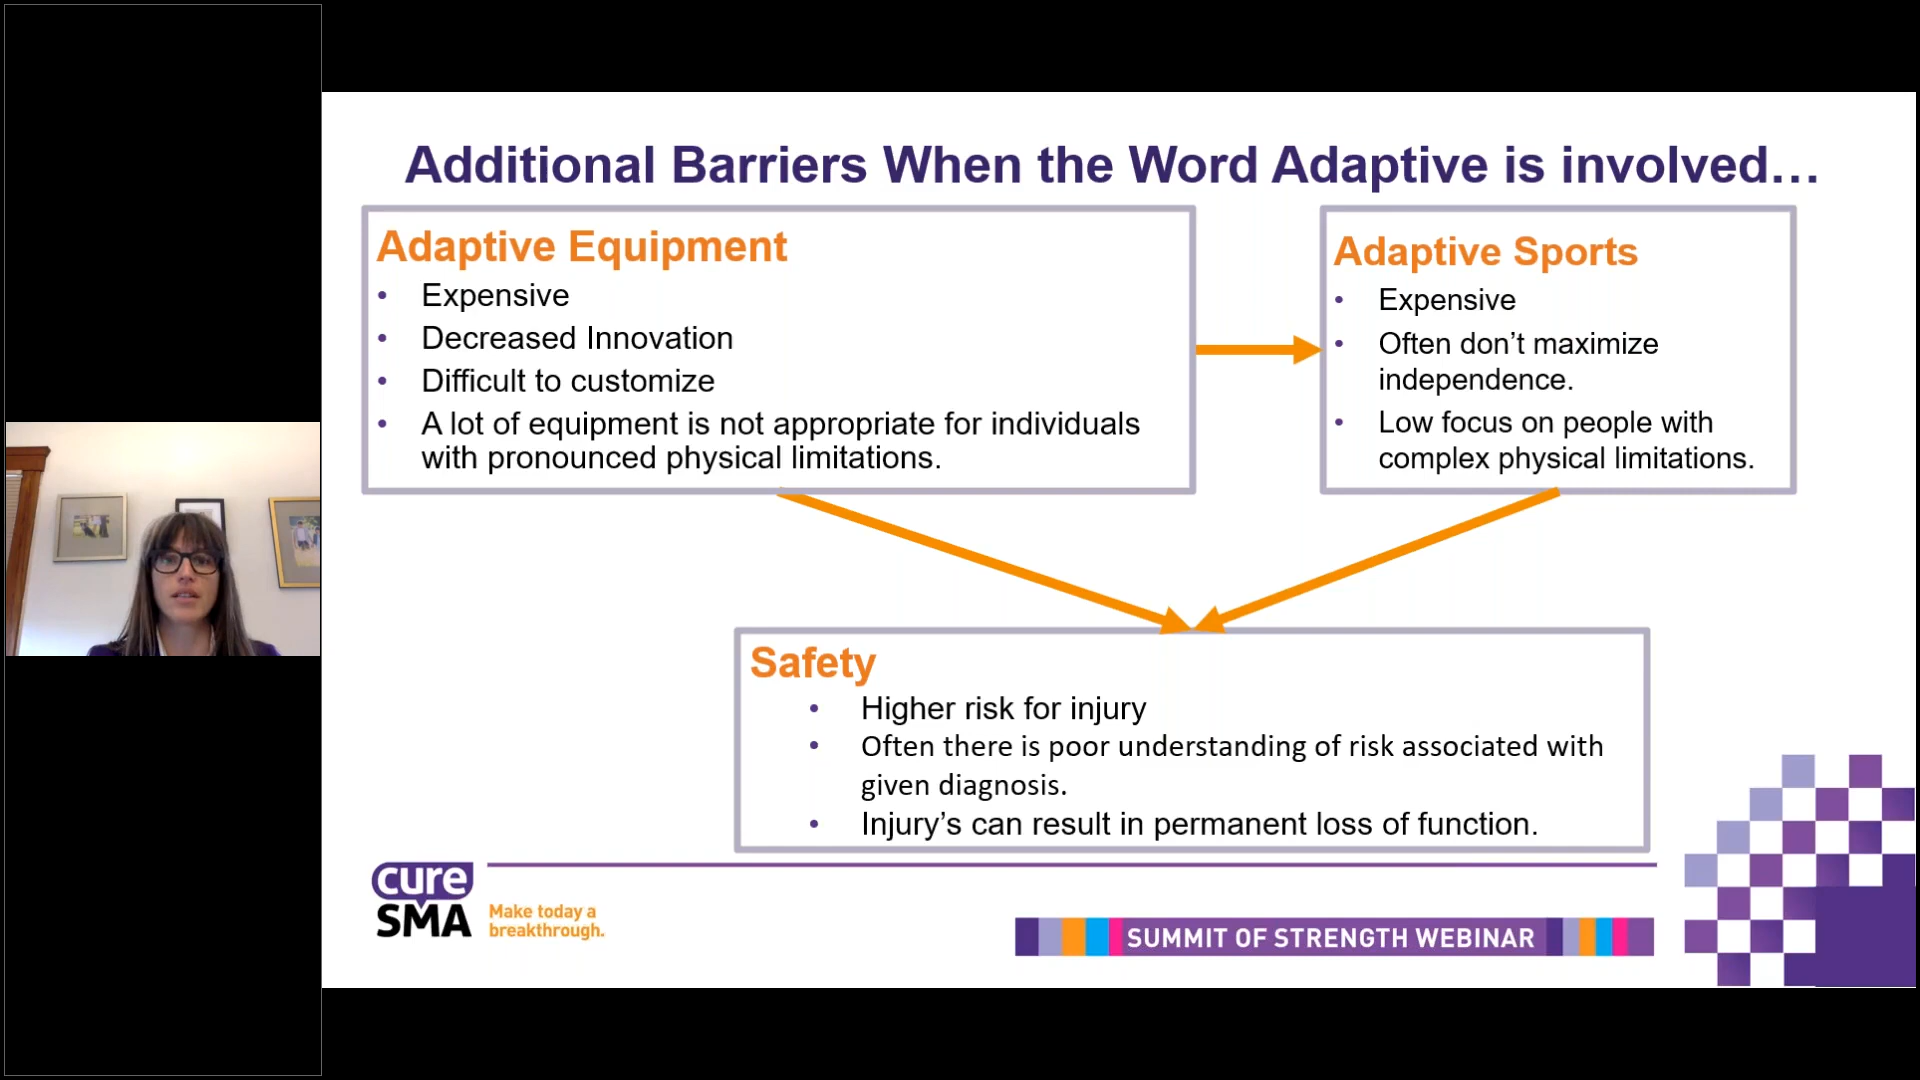 Additional Barriers When the Word Adaptive is involved…
Adaptive Equipment
• Expensive
• Decreased Innovation
• Difficult to customize
• A lot of equipment is not appropriate for individuals
with pronounced physical limitations.
Adaptive Sports
• Expensive
• Often don’t maximize
independence.
• Low focus on people with
complex physical limitations.
Safety
• Higher risk for injury
• Often there is poor understanding of risk associated with
given diagnosis.
• Injury’s can result in permanent loss of function.
cure
SMA
Make today a
breakthrough.
SUMMIT OF STRENGTH WEBINAR